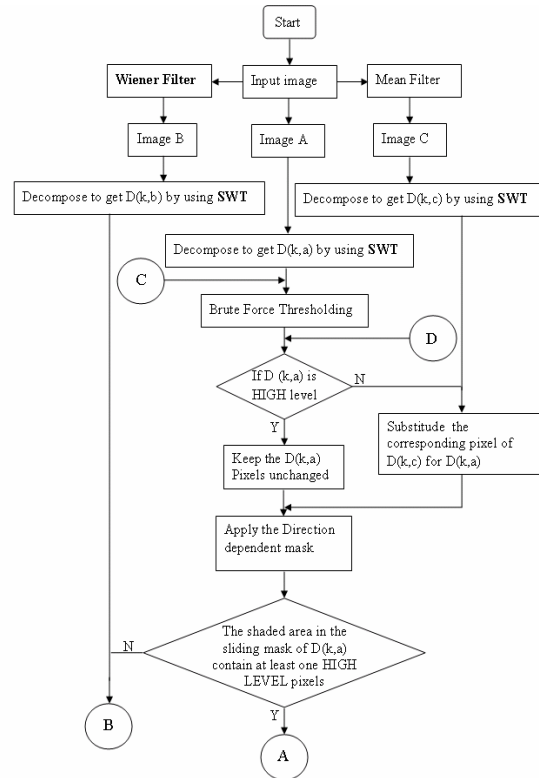 Start
Wiener Filter
Input image
Mean Filter
Image B
Image A
Image C
Decompose to get D(k,b) by using SWT
Decompose to get D(k,c) by using SWT
Decompose to get D(k,a) by using SWT
C
Brute Force Thresholding
D
If D (k,a) is
HIGH level
N
Y
Substitude the
corresponding pixel of
D(k,c) for D(k,a)
Keep the D(k,a)
Pixels unchanged
Apply the Direction
dependent mask
The shaded area in the
sliding mask of D(k,a)
contain at least one HIGH
LEVEL pixels
N
Y
B
A